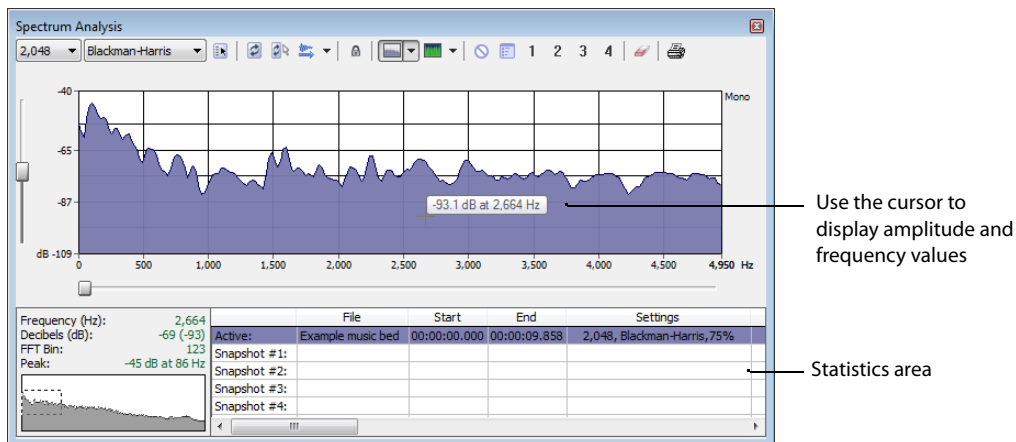 Spectrum Analysis
2,048 Blackman-Harris 1 2 3 4
-40
Mono
-65
-87
-93.1 dB at 2,664 Hz
dB -109
0 500 1,000 1,500 2,000 2,500 3,000 3,500 4,000 4,500 4,950 Hz
Use the cursor to
display amplitude and
frequency values
Frequency (Hz): 2,664
Decibels (dB): -69 (-93)
FFT Bin: 123
Peak: -45 dB at 86 Hz
File Start End Settings
Active: Example music bed 00:00:00.000 00:00:09.858 2,048, Blackman-Harris,75%
Snapshot #1:
Snapshot #2:
Snapshot #3:
Snapshot #4:
Statistics area